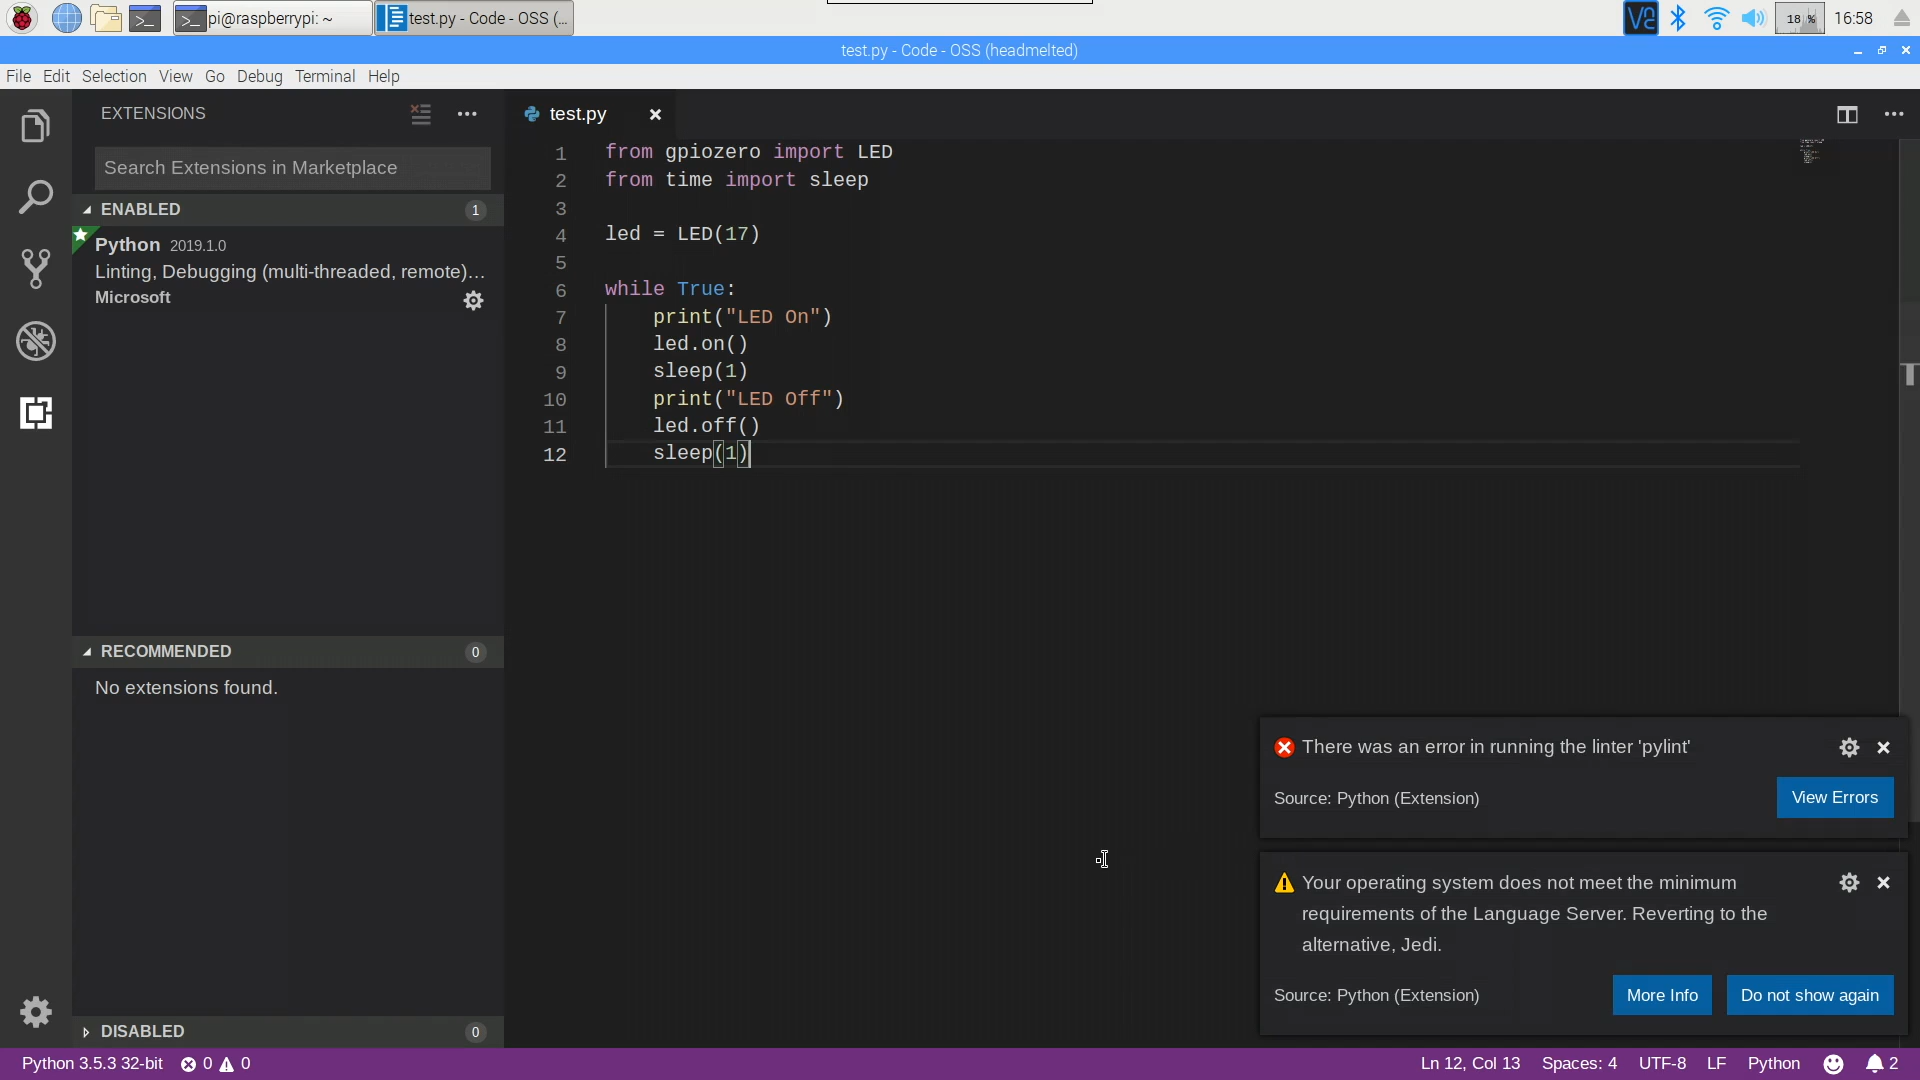 pi@raspberrypi: ~
test.py - Code - OSS (...
18 %
16:58
test.py - Code - OSS (headmelted)
File Edit Selection View Go Debug Terminal Help
EXTENSIONS
Search Extensions in Marketplace
ENABLED 1
Python 2019.1.0
Linting, Debugging (multi-threaded, remote)...
Microsoft
RECOMMENDED 0
No extensions found.
DISABLED 0
test.py
1 from gpiozero import LED
2 from time import sleep
3
4 led = LED(17)
5
6 while True:
7     print("LED On")
8     led.on()
9     sleep(1)
10     print("LED Off")
11     led.off()
12     sleep(1)
There was an error in running the linter 'pylint'
Source: Python (Extension)
View Errors
Your operating system does not meet the minimum
requirements of the Language Server. Reverting to the
alternative, Jedi.
Source: Python (Extension)
More Info
Do not show again
Python 3.5.3 32-bit 0 0 Ln 12, Col 13 Spaces: 4 UTF-8 LF Python 2